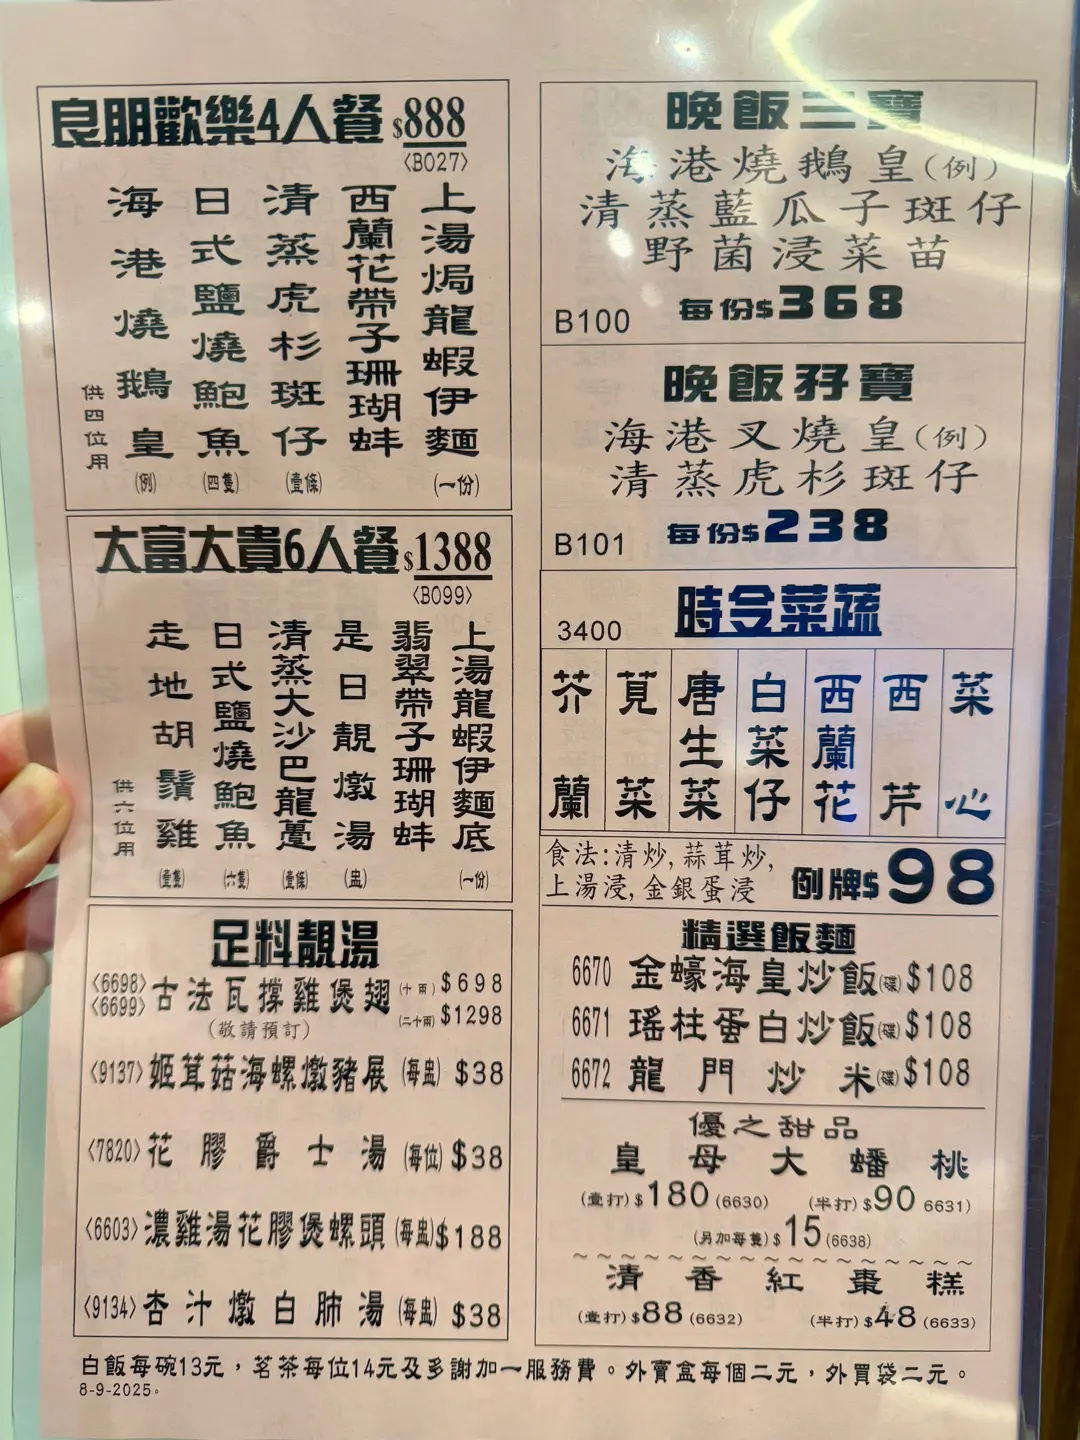 良朋歡樂4人餐 $888
<B027>
海港燒鵝皇(例)
日式鹽燒鮑魚(四隻)
清蒸虎杉斑仔(壹條)
西蘭花帶子珊瑚蚌
上湯焗龍蝦伊麵(一份)
供四位用
大富大貴6人餐 $1388
<B099>
走地胡鬚雞(壹隻)
日式鹽燒鮑魚(六隻)
清蒸大沙巴龍躉(壹條)
是日靚燉湯(盅)
翡翠帶子珊瑚蚌
上湯龍蝦伊麵底(一份)
供六位用
足料靚湯
<6698> 古法瓦撐雞煲翅 (十兩) $698
<6699> (二十兩) $1298
(敬請預訂)
<9137> 姬茸菇海螺燉豬展 (每盅) $38
<7820> 花膠爵士湯 (每位) $38
<6603> 濃雞湯花膠煲螺頭 (每盅) $188
<9134> 杏汁燉白肺湯 (每盅) $38
晚飯三寶
海港燒鵝皇(例)
清蒸藍瓜子斑仔
野菌浸菜苗
B100 每份$368
晚飯孖寶
海港叉燒皇(例)
清蒸虎杉斑仔
B101 每份$238
3400 時令菜蔬
芥蘭
莧菜
唐生菜
白菜仔
西蘭花
西芹
菜心
食法:清炒,蒜茸炒,
上湯浸,金銀蛋浸 例牌$98
精選飯麵
6670 金蠔海皇炒飯(碟) $108
6671 瑤柱蛋白炒飯(碟) $108
6672 龍門炒米(碟) $108
優之甜品
皇母大蟠桃
(壹打) $180 (6630) (半打) $90 6631)
(另加每隻) $15 (6638)
~~~~~~~~~~~~~~~~~~
清香紅棗糕
(壹打) $88 (6632) (半打) $48 (6633)
白飯每碗13元，茗茶每位14元及多謝加一服務費。外賣盒每個二元，外買袋二元。
8-9-2025。